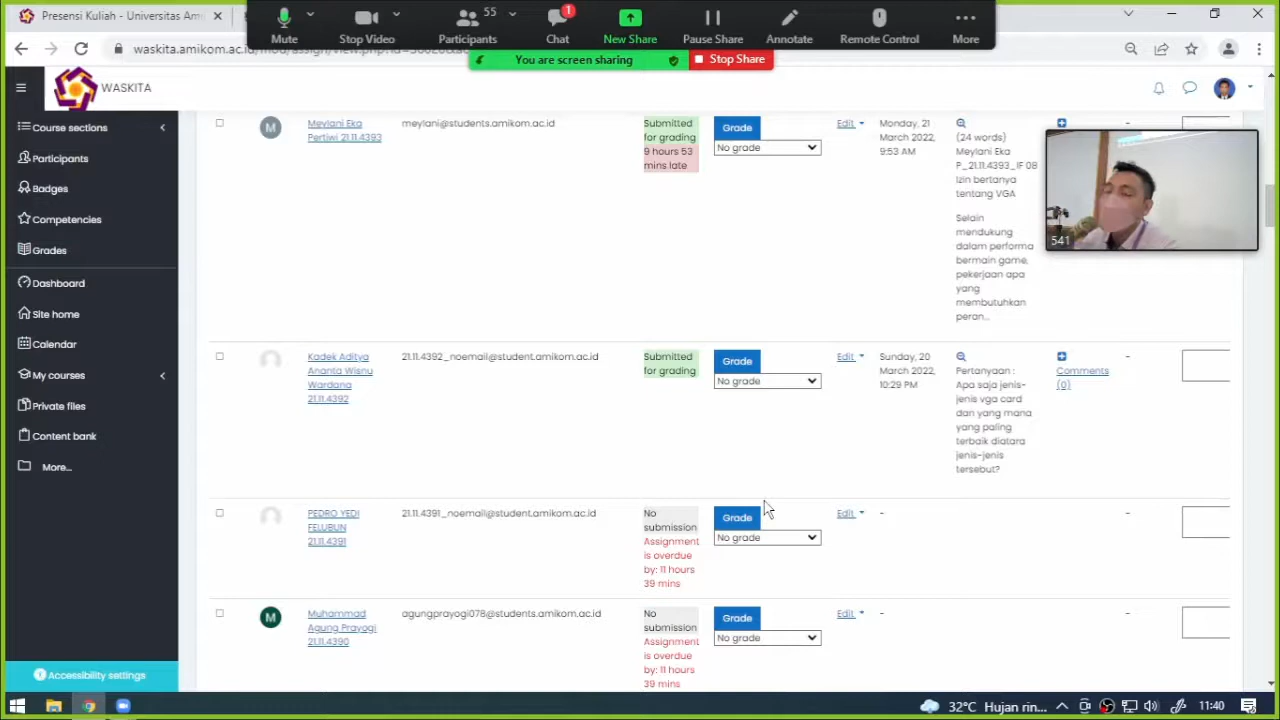 Presensi Kuliah - Universitas Am
55
1
Mute
Stop Video
Participants
Chat
New Share
Pause Share
Annotate
Remote Control
More
You are screen sharing
Stop Share
WASKITA
Course sections
Participants
Badges
Competencies
Grades
Dashboard
Site home
Calendar
My courses
Private files
Content bank
More...
Accessibility settings
M
Meylani Eka
Pertiwi 21.11.4393
meylani@students.amikom.ac.id
Submitted
for grading
9 hours 53
mins late
Grade
No grade
Edit
Monday, 21
March 2022,
9:53 AM
(24 words)
Meylani Eka
P_21.11.4393_IF 08
Izin bertanya
tentang VGA
Selain
mendukung
dalam performa
bermain game,
pekerjaan apa
yang
membutuhkan
peran...
541
Kadek Aditya
Ananta Wisnu
Wardana
21.11.4392
21.11.4392_noemail@student.amikom.ac.id
Submitted
for grading
Grade
No grade
Edit
Sunday, 20
March 2022,
10:29 PM
Pertanyaan :
Apa saja jenis-
jenis vga card
dan yang mana
yang paling
terbaik diatara
jenis-jenis
tersebut?
Comments
(0)
-
PEDRO YEDI
FELUBUN
21.11.4391
21.11.4391_noemail@student.amikom.ac.id
No
submission
Assignment
is overdue
by: 11 hours
39 mins
Grade
No grade
Edit
-
-
M
Muhammad
Agung Prayogi
21.11.4390
agungprayogi078@students.amikom.ac.id
No
submission
Assignment
is overdue
by: 11 hours
39 mins
Grade
No grade
Edit
-
-
32°C Hujan rin...
11:40